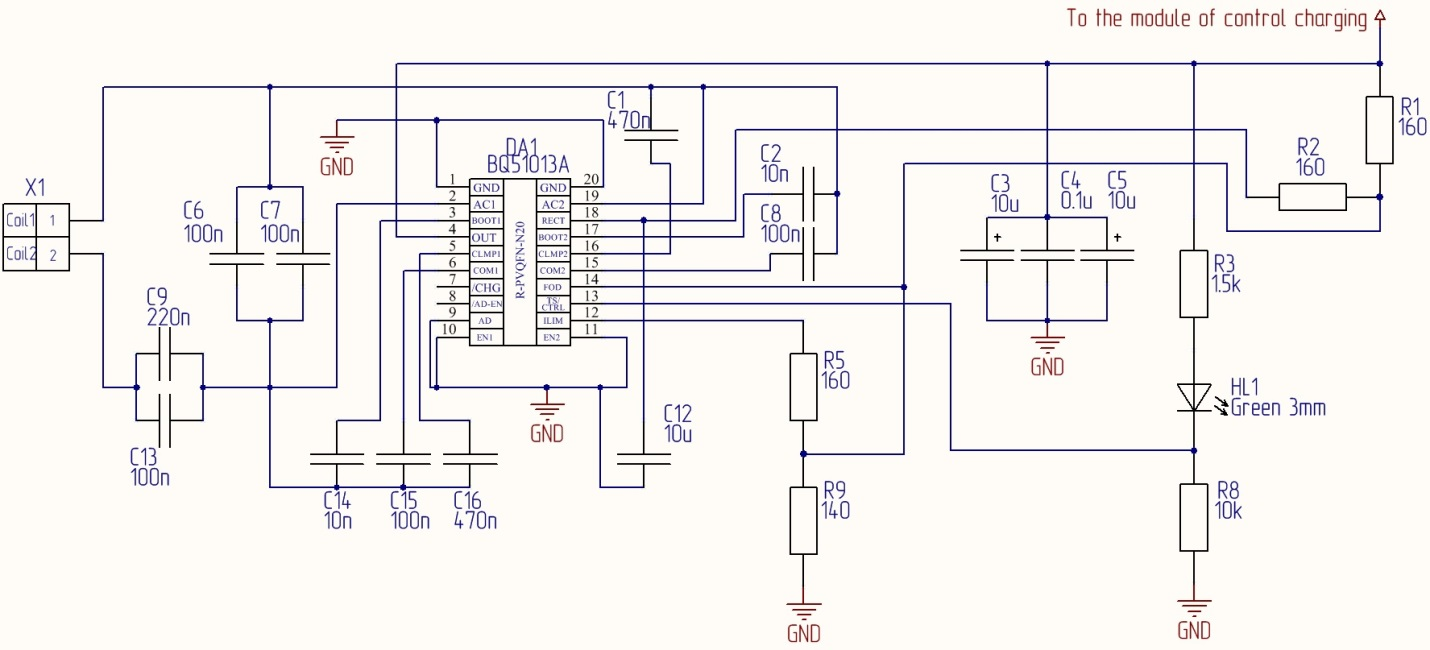 To the module of control charging
C1
470n
R1
160
GND
DA1
BQ51013A
R2
160
C2
10n
X1
1
GND
GND
20
C3
10u
C4
0.1u
C5
10u
2
AC1
AC2
19
Coil1
1
C6
100n
C7
100n
3
BOOT1
RECT
18
C8
100n
4
OUT
BOOT2
17
+
+
Coil2
2
5
CLMP1
CLMP2
16
6
COM1
COM2
15
R3
1.5k
7
/CHG
FOD
14
8
/AD-EN
TS/
CTRL
13
9
AD
ILIM
12
10
EN1
EN2
11
R-PVQFN-N20
C9
220n
GND
R5
160
HL1
Green 3mm
GND
C12
10u
C13
100n
C14
10n
C15
100n
C16
470n
R9
140
R8
10k
GND
GND